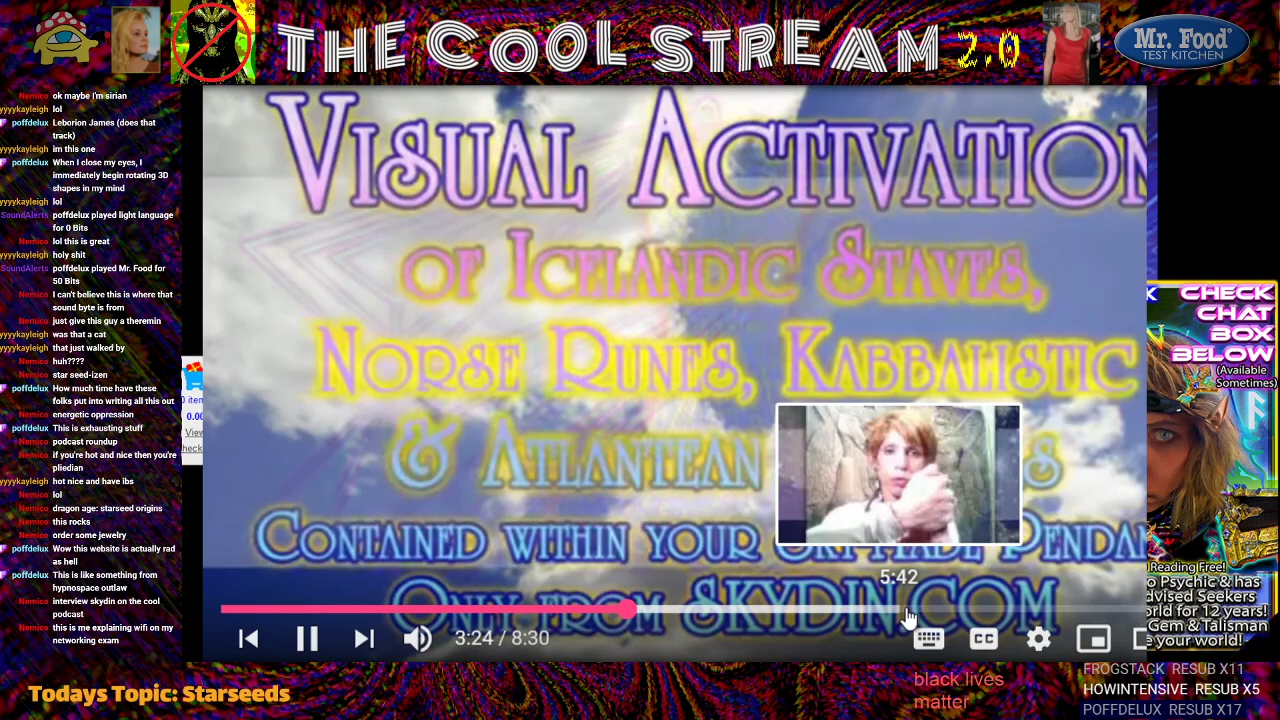 THE COOL STREAM 2.0
Mr. Food
TEST KITCHEN
Nemico ok maybe I'm sirian
yyyykayleigh lol
poffdelux Leborion James (does that
track)
yyyykayleigh im this one
poffdelux When I close my eyes, I
immediately begin rotating 3D
shapes in my mind
yyyykayleigh lol
SoundAlerts poffdelux played light language
for 0 Bits
Nemico lol this is great
yyyykayleigh holy shit
SoundAlerts poffdelux played Mr. Food for
50 Bits
Nemico I can't believe this is where that
sound byte is from
Nemico just give this guy a theremin
yyyykayleigh was that a cat
yyyykayleigh that just walked by
Nemico huh????
Nemico star seed-izen
poffdelux How much time have these
folks put into writing all this out
Nemico energetic oppression
poffdelux This is exhausting stuff
Nemico podcast roundup
Nemico if you're hot and nice then you're
pliedian
yyyykayleigh hot nice and have ibs
Nemico lol
Nemico dragon age: starseed origins
Nemico this rocks
Nemico order some jewelry
poffdelux Wow this website is actually rad
as hell
poffdelux This is like something from
hypnospace outlaw
Nemico interview skydin on the cool
podcast
Nemico this is me explaining wifi on my
networking exam
0 item
0.00
View
heck
VISUAL ACTIVATION
OF ICELANDIC STAVES,
NORSE RUNES, KABBALISTIC
& ATLANTEAN S
CONTAINED WITHIN YOUR SKY-MADE PENDA
ONLY FROM SKYDIN.COM
5:42
3:24 / 8:30
CC
K CHECK
CHAT
BOX
BELOW
(Available
Sometimes)
Reading Free!
o Psychic & has
dvised Seekers
orld for 12 years!
Gem & Talisman
e your world!
Todays Topic: Starseeds
black lives
matter
FROGSTACK RESUB X11
HOWINTENSIVE RESUB X5
POFFDELUX RESUB X17